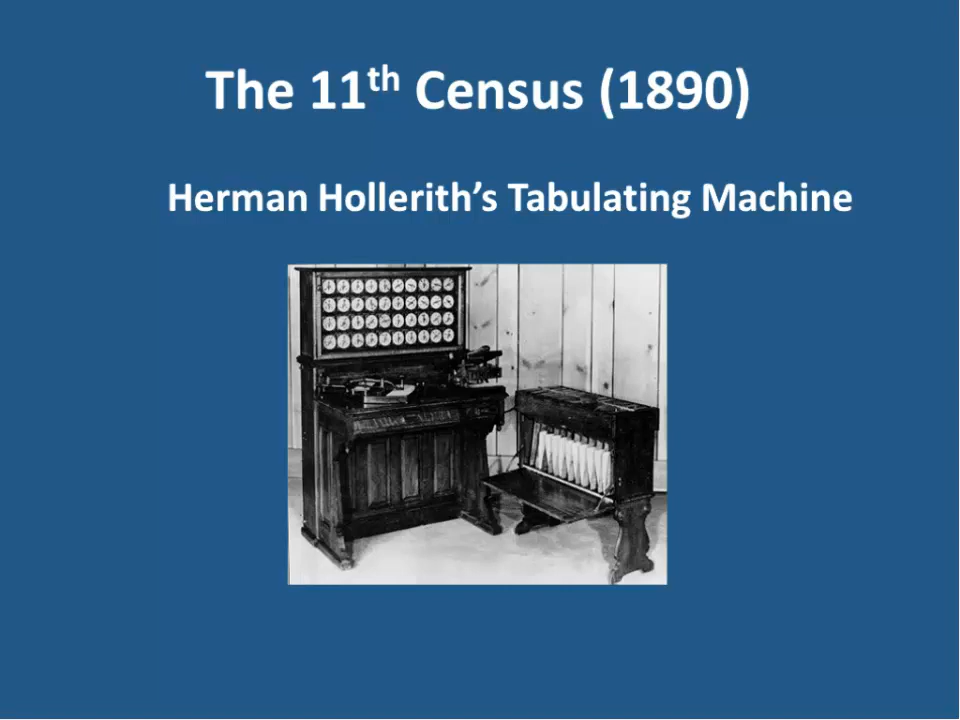 The 11th Census (1890)
Herman Hollerith’s Tabulating Machine